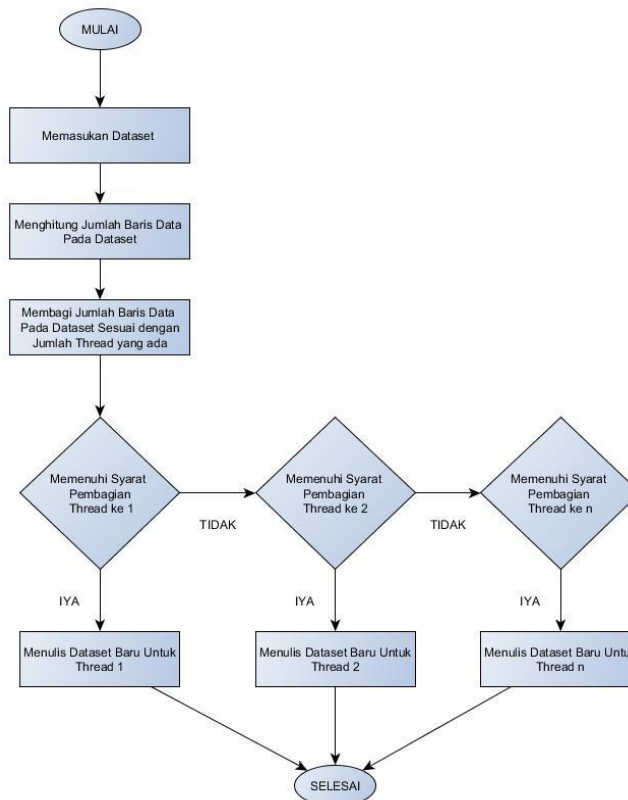 MULAI
Memasukan Dataset
Menghitung Jumlah Baris Data
Pada Dataset
Membagi Jumlah Baris Data
Pada Dataset Sesuai dengan
Jumlah Thread yang ada
Memenuhi Syarat
Pembagian
Thread ke 1
TIDAK
Memenuhi Syarat
Pembagian
Thread ke 2
TIDAK
Memenuhi Syarat
Pembagian
Thread ke n
IYA
IYA
IYA
Menulis Dataset Baru Untuk
Thread 1
Menulis Dataset Baru Untuk
Thread 2
Menulis Dataset Baru Untuk
Thread n
SELESAI